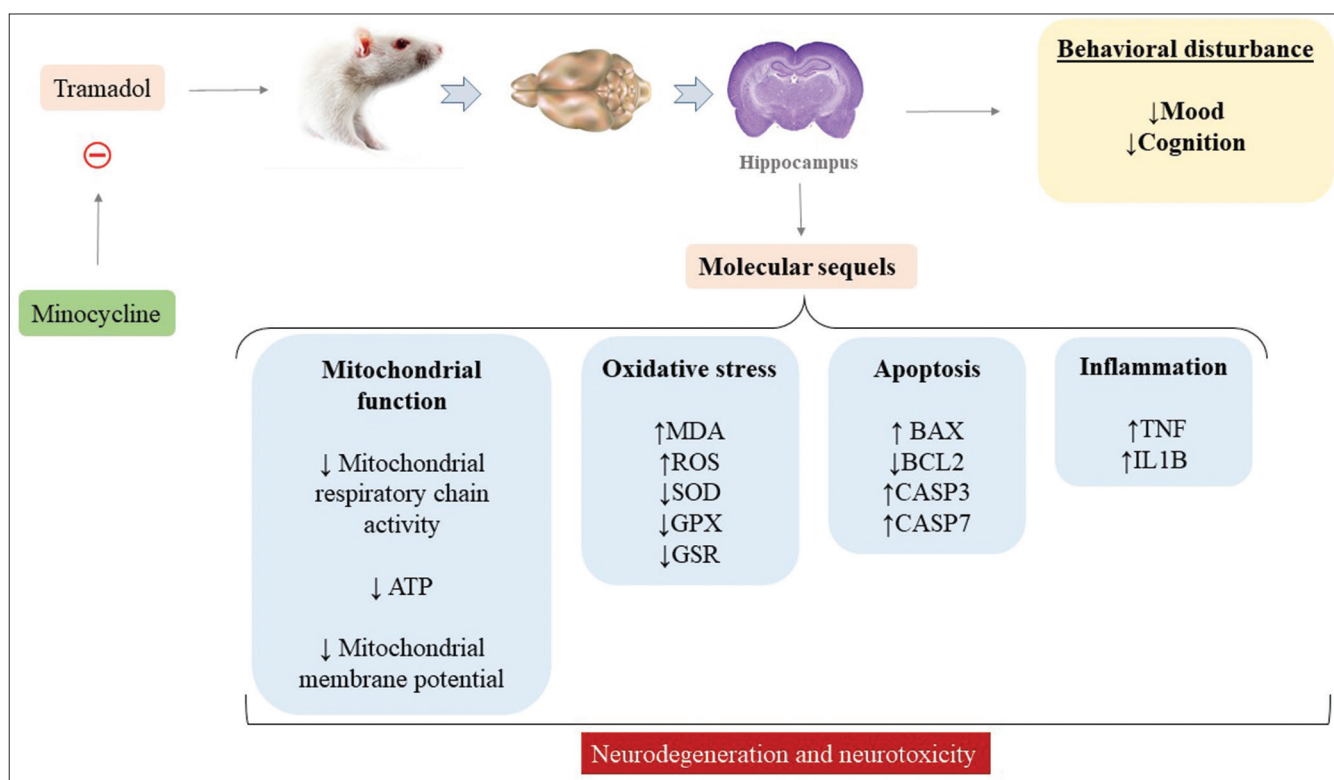 Tramadol
Minocycline
Hippocampus
Behavioral disturbance
↓Mood
↓Cognition
Molecular sequels
Mitochondrial
function
↓ Mitochondrial
respiratory chain
activity
↓ ATP
↓ Mitochondrial
membrane potential
Oxidative stress
↑MDA
↑ROS
↓SOD
↓GPX
↓GSR
Apoptosis
↑ BAX
↓BCL2
↑CASP3
↑CASP7
Inflammation
↑TNF
↑IL1B
Neurodegeneration and neurotoxicity